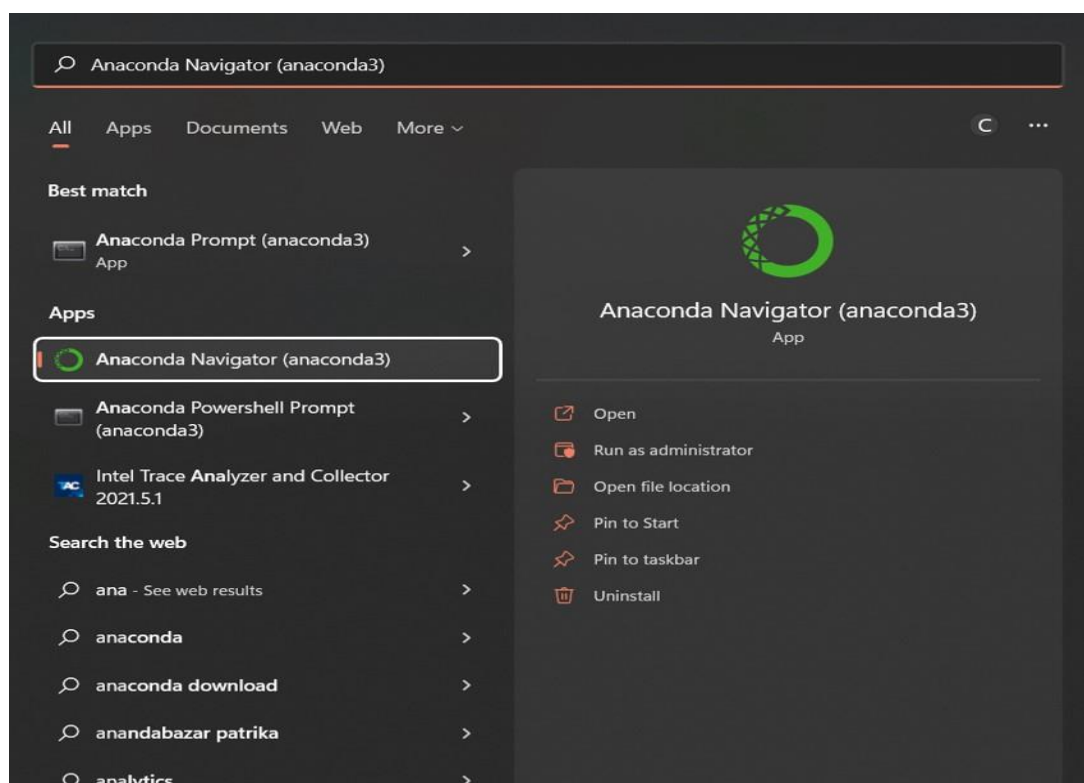 Anaconda Navigator (anaconda3)
All Apps Documents Web More
C ...
Best match
Anaconda Prompt (anaconda3)
App
Apps
Anaconda Navigator (anaconda3)
Anaconda Powershell Prompt
(anaconda3)
AC
Intel Trace Analyzer and Collector
2021.5.1
Search the web
ana - See web results
anaconda
anaconda download
anandabazar patrika
analytics
Anaconda Navigator (anaconda3)
App
Open
Run as administrator
Open file location
Pin to Start
Pin to taskbar
Uninstall